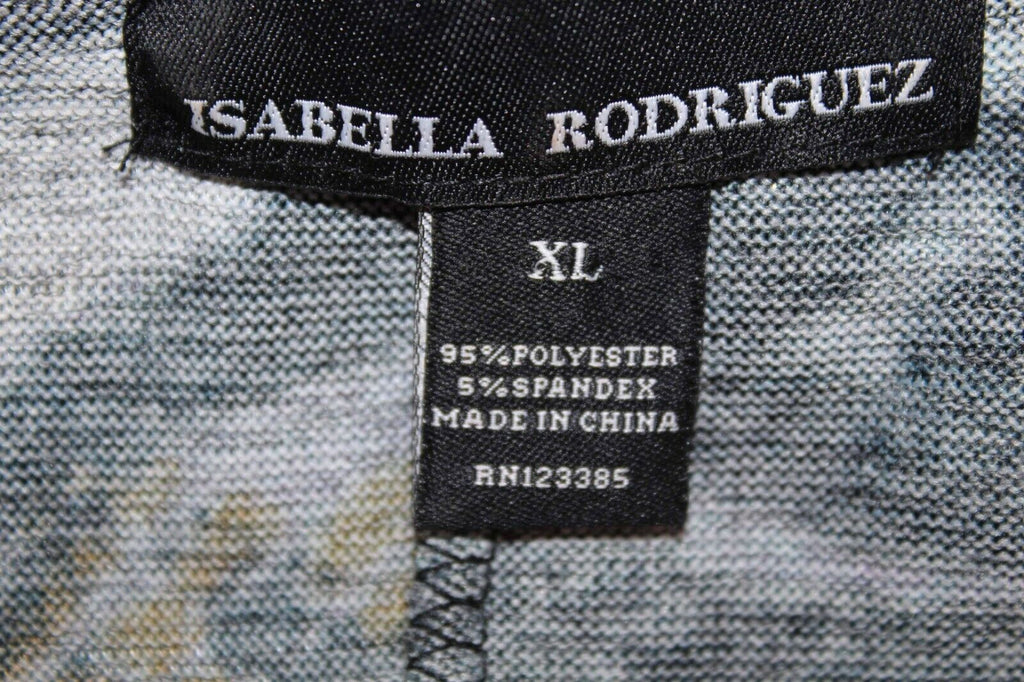 ISABELLA RODRIGUEZ
XL
95%POLYESTER
5%SPANDEX
MADE IN CHINA
RN123385